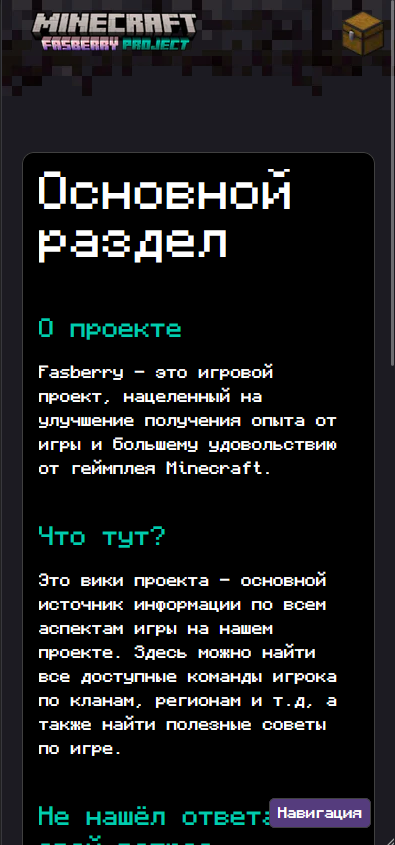 MINECRAFT
FASBERRY PROJECT
Основной
раздел
О проекте
Fasberry - это игровой
проект, нацеленный на
улучшение получения опыта от
игры и большему удовольствию
от геймплея Minecraft.
Что тут?
Это вики проекта - основной
источник информации по всем
аспектам игры на нашем
проекте. Здесь можно найти
все доступные команды игрока
по кланам, регионам и т.д, а
также найти полезные советы
по игре.
Не нашёл ответа
Навигация